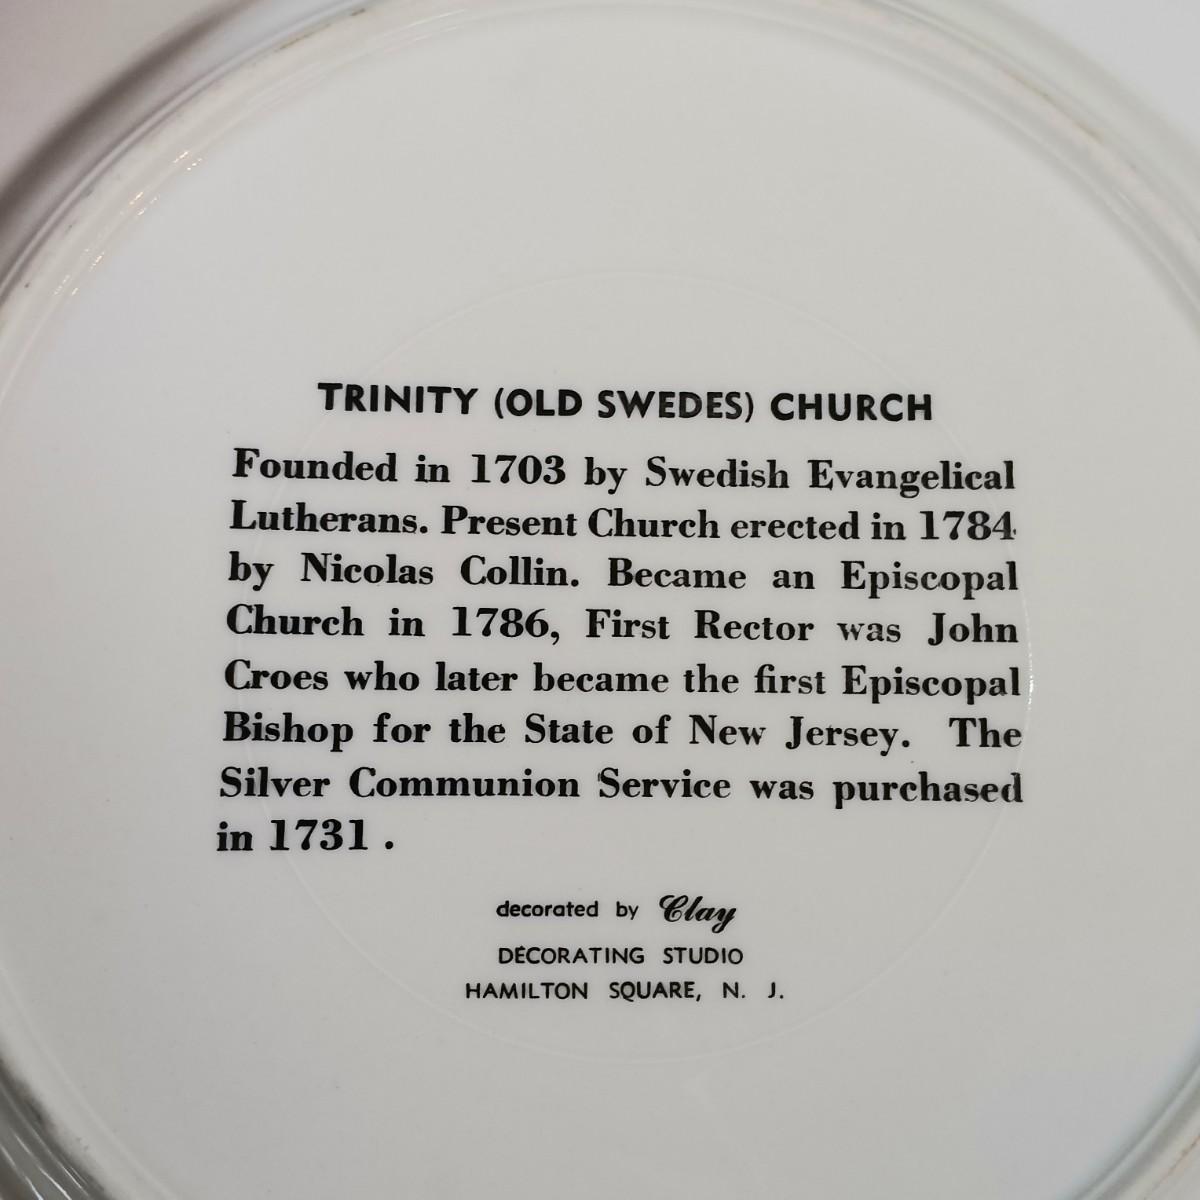 TRINITY (OLD SWEDES) CHURCH
Founded in 1703 by Swedish Evangelical
Lutherans. Present Church erected in 1784
by Nicolas Collin. Became an Episcopal
Church in 1786, First Rector was John
Croes who later became the first Episcopal
Bishop for the State of New Jersey. The
Silver Communion Service was purchased
in 1731 .
decorated by Clay
DECORATING STUDIO
HAMILTON SQUARE, N. J.